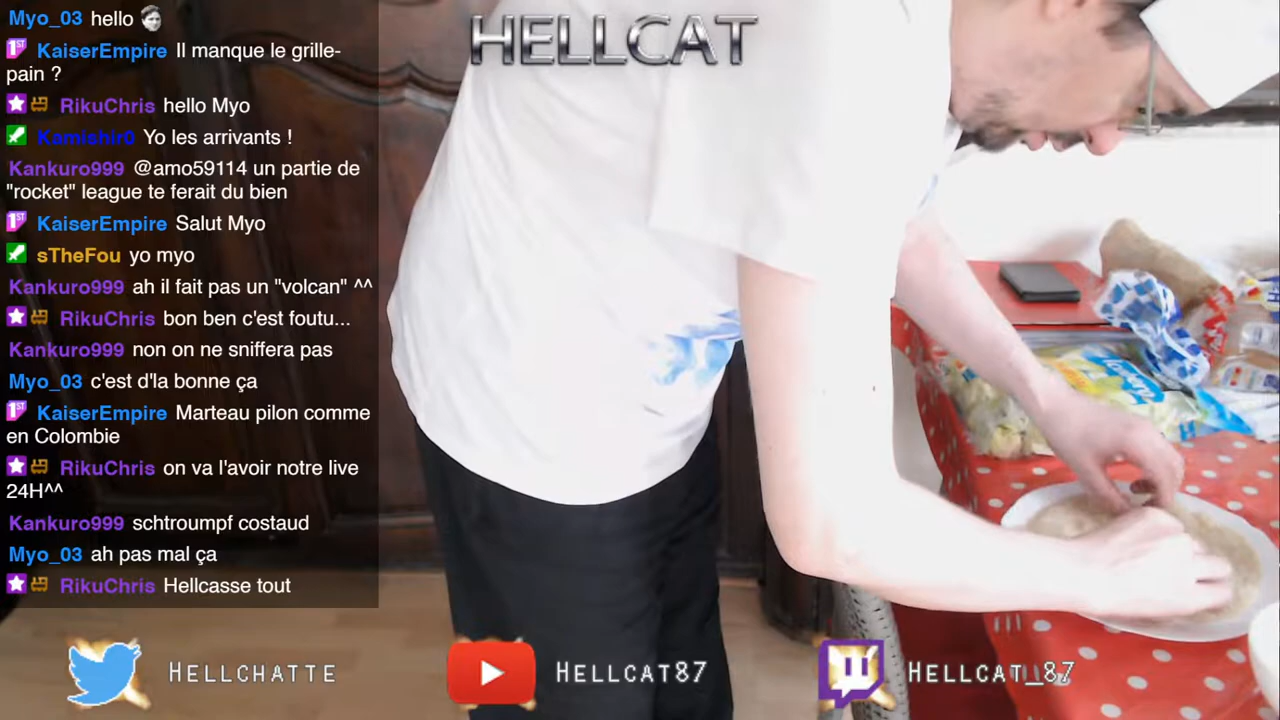 Myo_03 hello
KaiserEmpire Il manque le grille-
pain ?
RikuChris hello Myo
Kamishir0 Yo les arrivants !
Kankuro999 @amo59114 un partie de
"rocket" league te ferait du bien
KaiserEmpire Salut Myo
sTheFou yo myo
Kankuro999 ah il fait pas un "volcan" ^^
RikuChris bon ben c'est foutu...
Kankuro999 non on ne sniffera pas
Myo_03 c'est d'la bonne ça
KaiserEmpire Marteau pilon comme
en Colombie
RikuChris on va l'avoir notre live
24H^^
Kankuro999 schtroumpf costaud
Myo_03 ah pas mal ça
RikuChris Hellcasse tout
HELLCAT
HELLCHATTE
HELLCAT87
HELLCAT_87